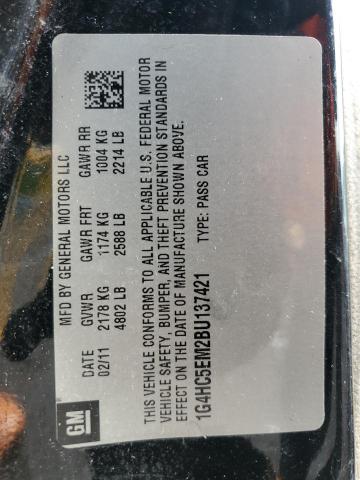 GM
MFD BY GENERAL MOTORS LLC
DATE GVWR GAWR FRT GAWR RR
02/11 2178 KG 1174 KG 1004 KG
4802 LB 2588 LB 2214 LB
THIS VEHICLE CONFORMS TO ALL APPLICABLE U.S. FEDERAL MOTOR
VEHICLE SAFETY, BUMPER, AND THEFT PREVENTION STANDARDS IN
EFFECT ON THE DATE OF MANUFACTURE SHOWN ABOVE.
1G4HC5EM2BU137421 TYPE: PASS CAR